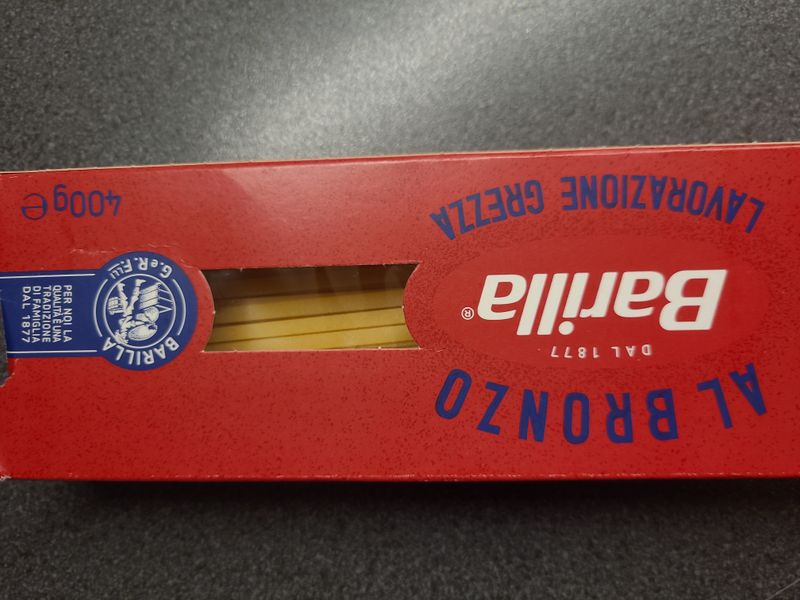 AL BRONZO
DAL 1877
Barilla®
LAVORAZIONE GREZZA
400g e
G. e R. F.lli
BARILLA
PER NOI LA
QUALITÀ È UNA
TRADIZIONE
DI FAMIGLIA
DAL 1877